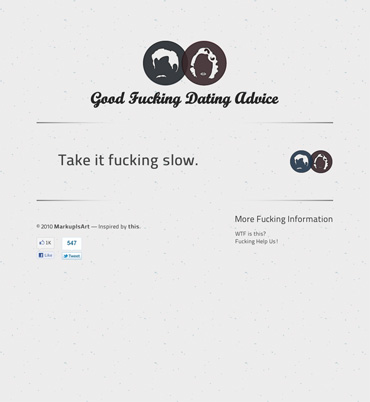 Good Fucking Dating Advice
Take it fucking slow.
More Fucking Information
© 2010 MarkupIsArt — Inspired by this.
WTF is this?
Fucking Help Us!
1K 547
Like Tweet